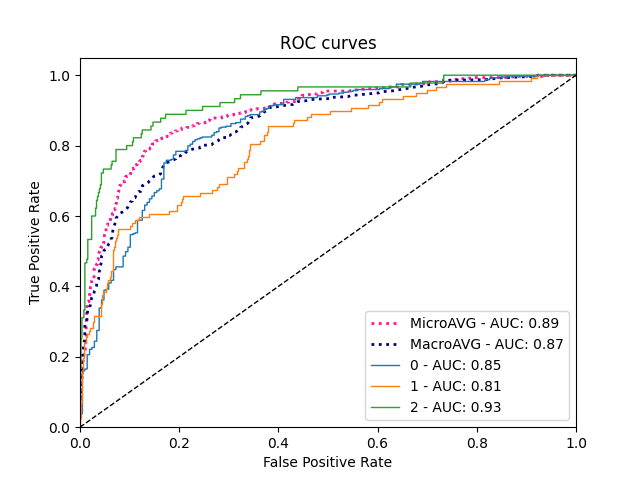 ROC curves
True Positive Rate
1.0
0.8
0.6
0.4
0.2
0.0
MicroAVG - AUC: 0.89
MacroAVG - AUC: 0.87
0 - AUC: 0.85
1 - AUC: 0.81
2 - AUC: 0.93
0.0 0.2 0.4 0.6 0.8 1.0
False Positive Rate